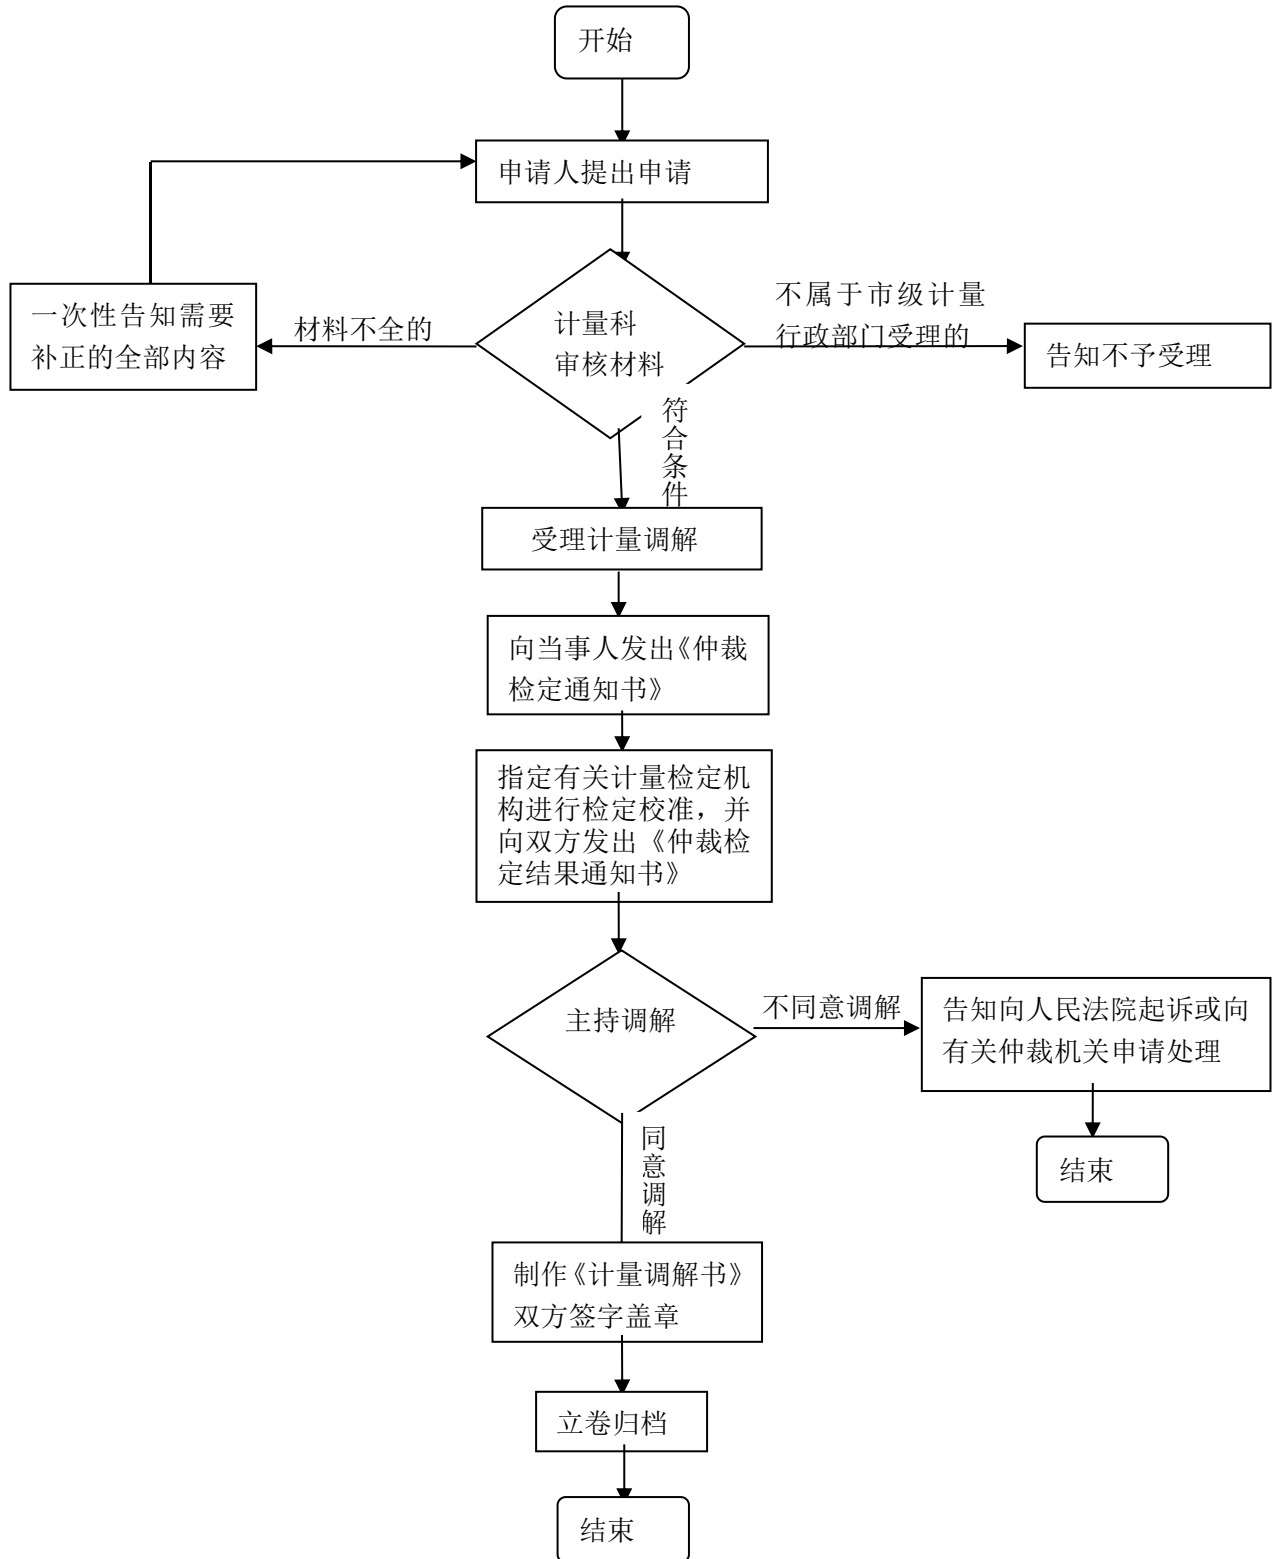 开始
申请人提出申请
一次性告知需要
补正的全部内容
材料不全的
计量科
审核材料
不属于市级计量
行政部门受理的
告知不予受理
符合条件
受理计量调解
向当事人发出《仲裁
检定通知书》
指定有关计量检定机
构进行检定校准，并
向双方发出《仲裁检
定结果通知书》
主持调解
不同意调解
告知向人民法院起诉或向
有关仲裁机关申请处理
结束
同意调解
制作《计量调解书》
双方签字盖章
立卷归档
结束